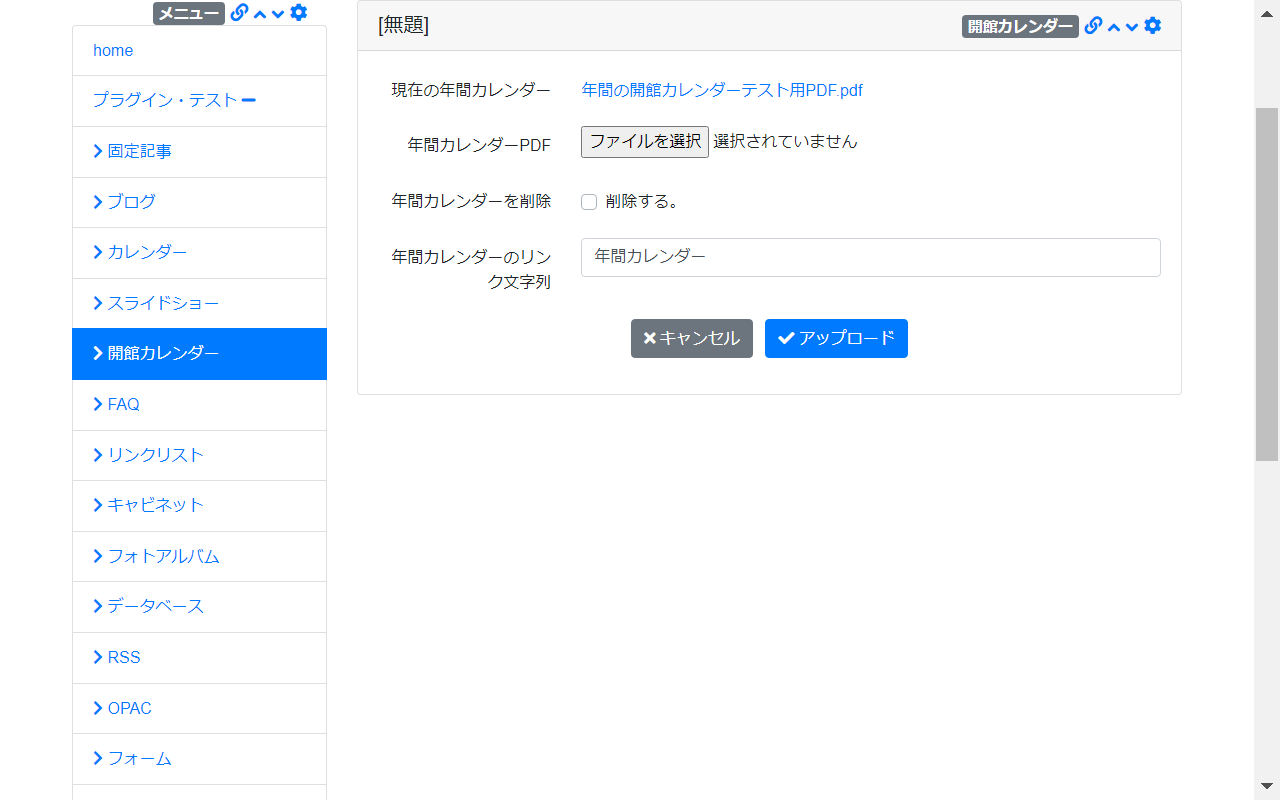 メニュー
home
プラグイン・テスト
固定記事
ブログ
カレンダー
スライドショー
開館カレンダー
FAQ
リンクリスト
キャビネット
フォトアルバム
データベース
RSS
OPAC
フォーム
[無題]
開館カレンダー
現在の年間カレンダー
年間の開館カレンダーテスト用PDF.pdf
年間カレンダーPDF
ファイルを選択 選択されていません
年間カレンダーを削除
削除する。
年間カレンダーのリン
ク文字列
年間カレンダー
キャンセル
アップロード